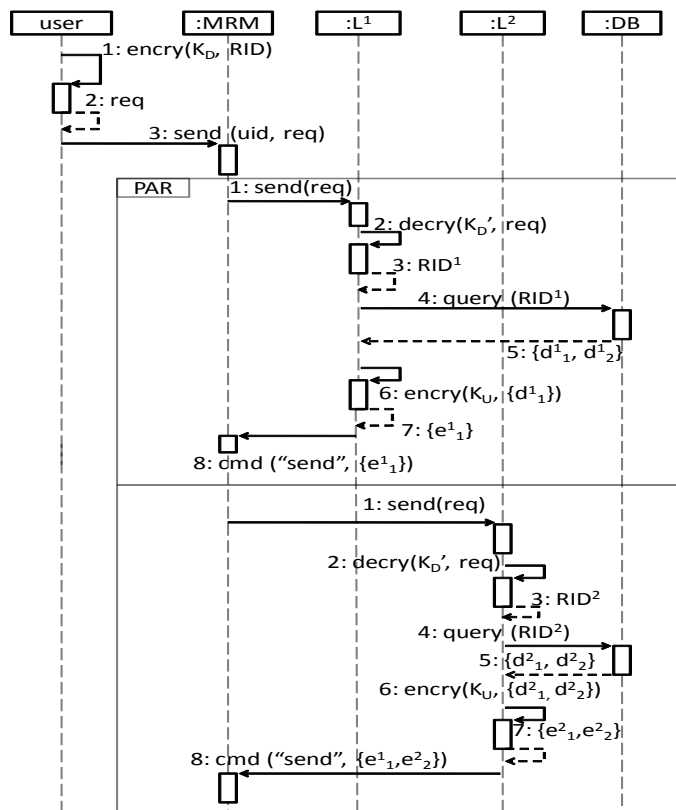 user :MRM :L¹ :L² :DB
1: encry(K_D, RID)
2: req
3: send (uid, req)
PAR
1: send(req)
2: decry(K_D', req)
3: RID¹
4: query (RID¹)
5: {d¹₁, d¹₂}
6: encry(K_U, {d¹₁})
7: {e¹₁}
8: cmd (“send”, {e¹₁})
1: send(req)
2: decry(K_D', req)
3: RID²
4: query (RID²)
5: {d²₁, d²₂}
6: encry(K_U, {d²₁, d²₂})
7: {e²₁,e²₂}
8: cmd (“send”, {e¹₁,e²₂})